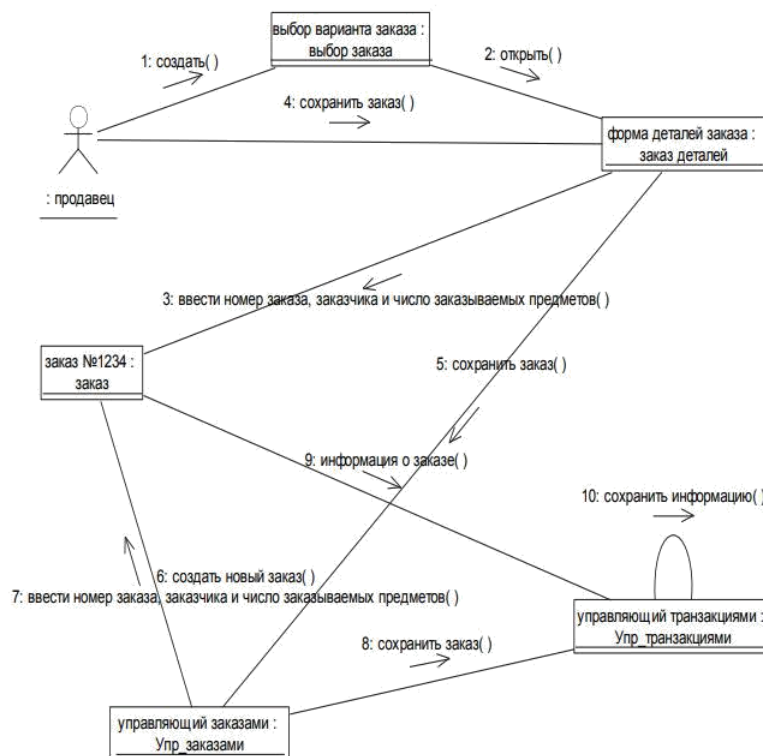 выбор варианта заказа :
выбор заказа
1: создать( )
2: открыть( )
4: сохранить заказ( )
форма деталей заказа :
заказ деталей
: продавец
3: ввести номер заказа, заказчика и число заказываемых предметов( )
заказ №1234 :
заказ
5: сохранить заказ( )
9: информация о заказе( )
10: сохранить информацию( )
6: создать новый заказ( )
7: ввести номер заказа, заказчика и число заказываемых предметов( )
управляющий транзакциями :
Упр_транзакциями
8: сохранить заказ( )
управляющий заказами :
Упр_заказами